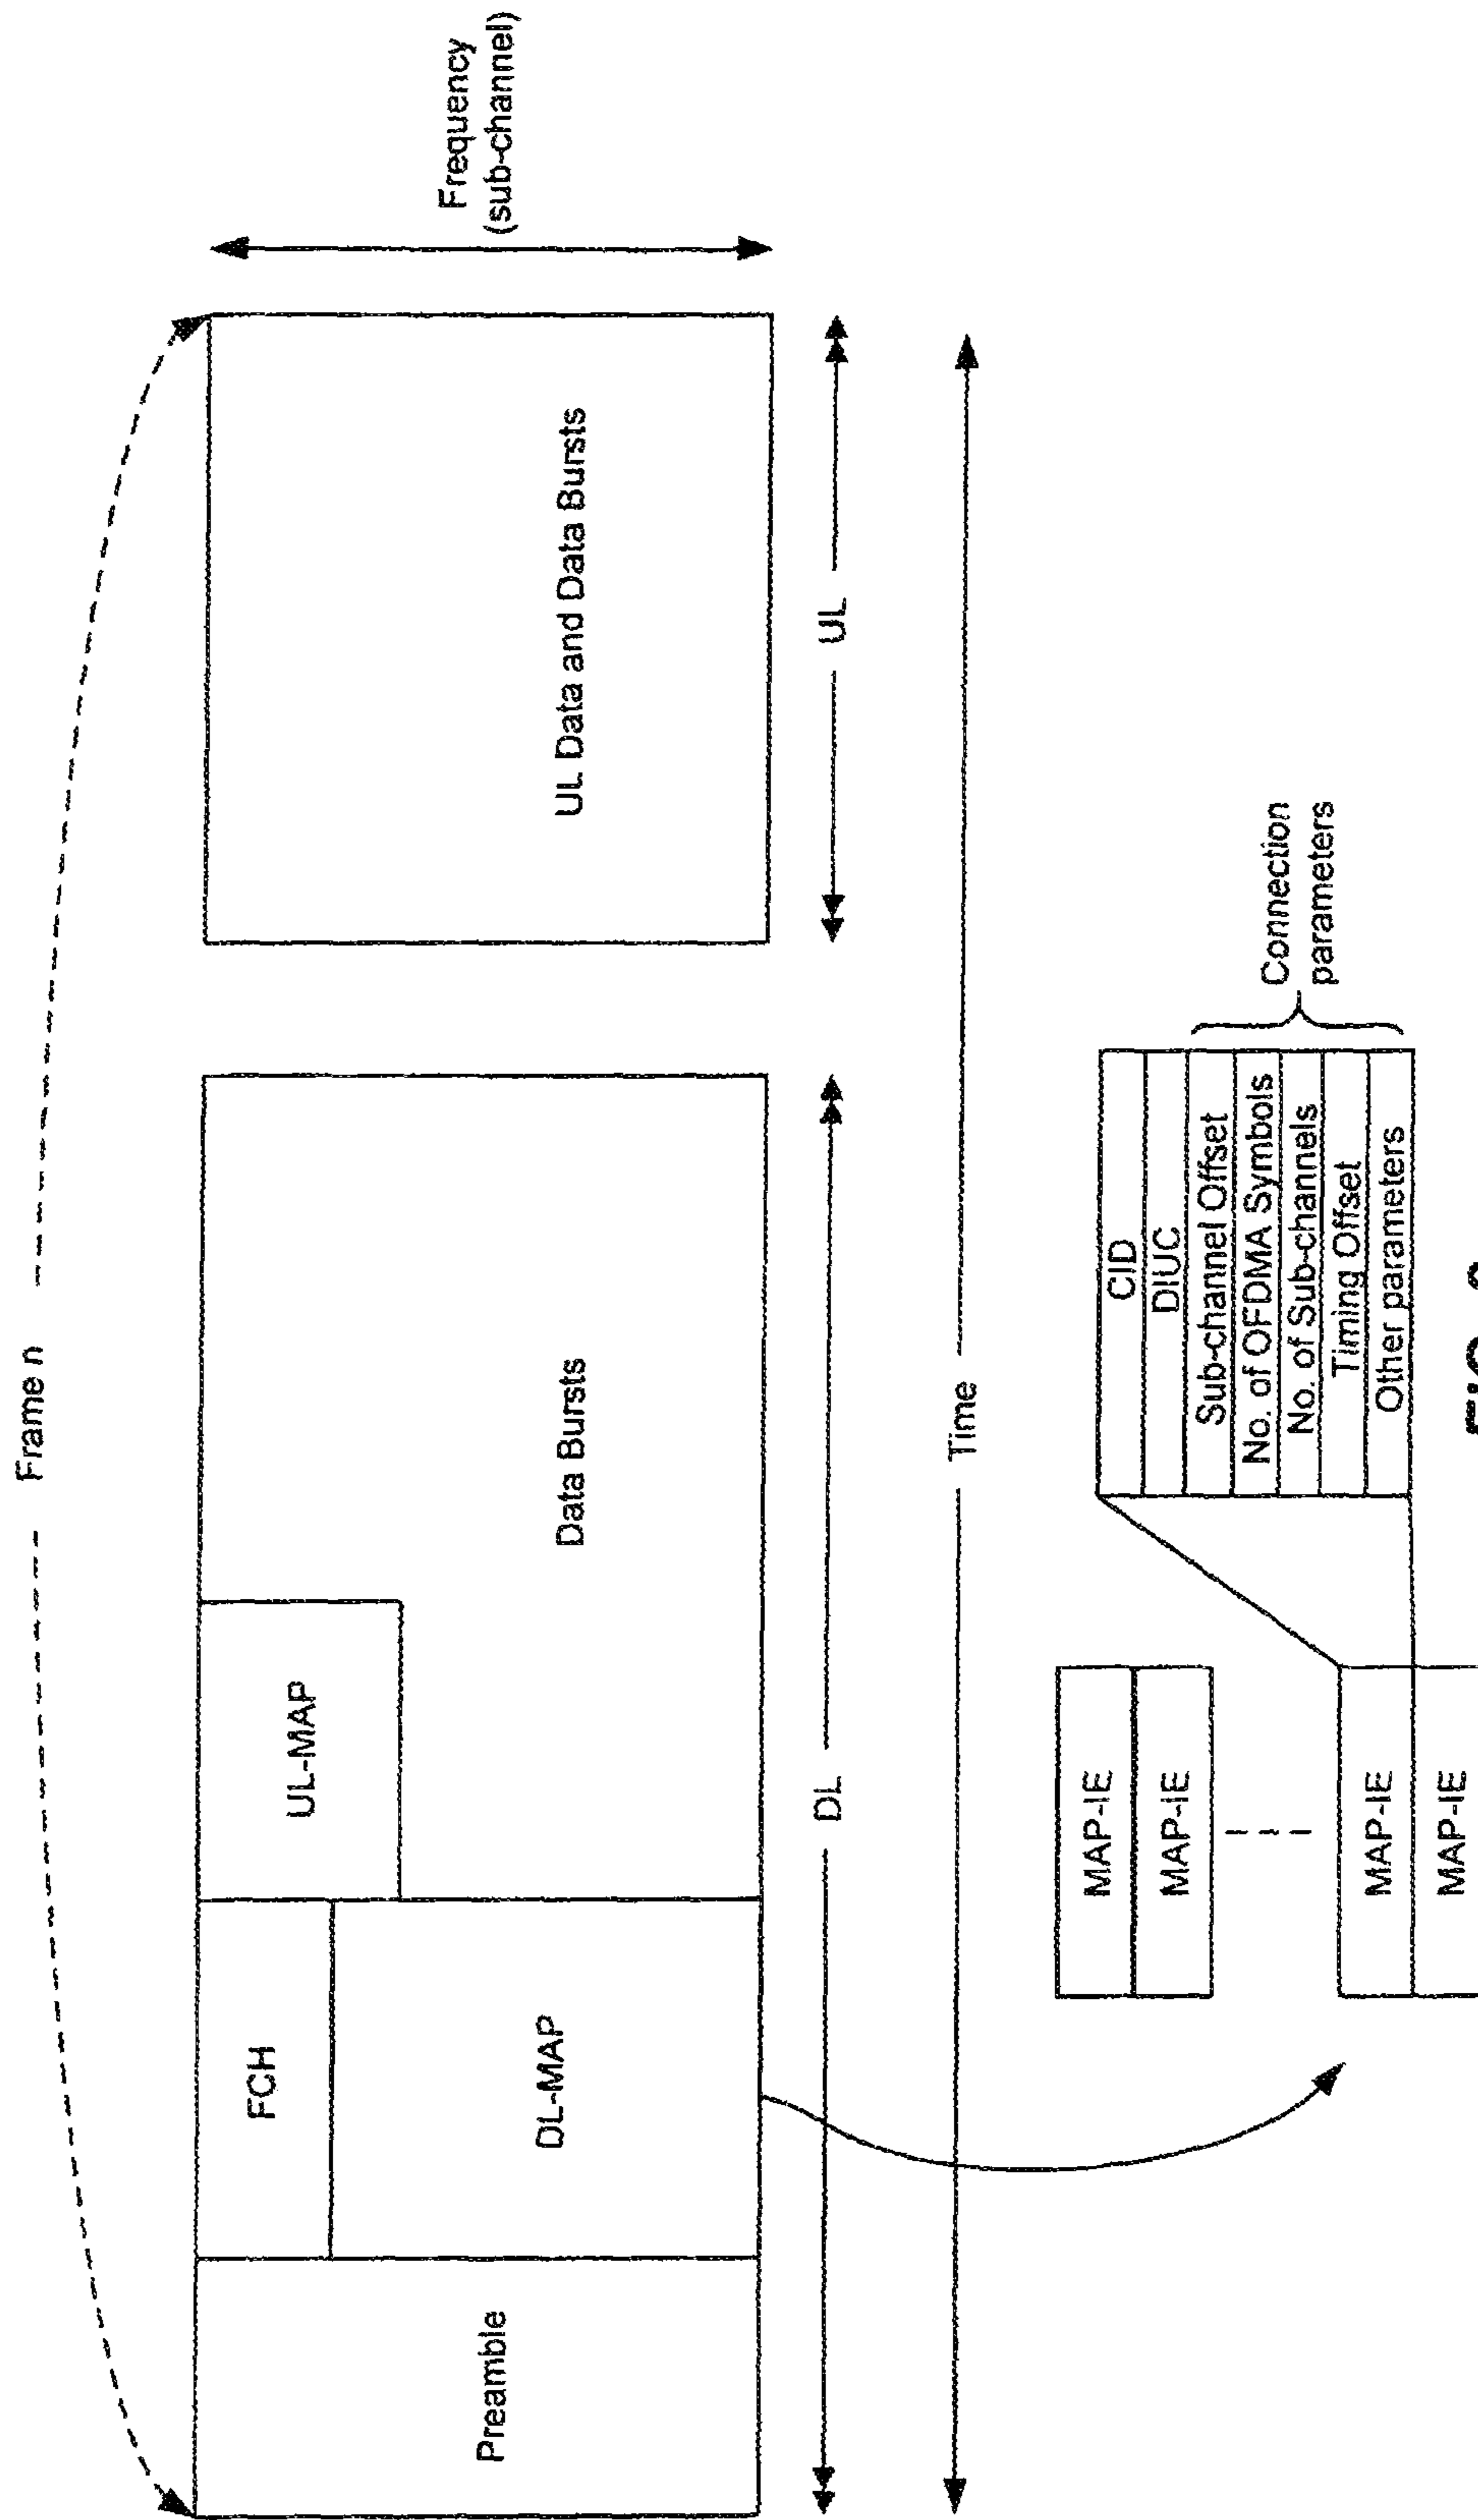 Frame n
Frequency
(sub-channel)
Preamble
FCH
DL-MAP
UL-MAP
Data Bursts
UL Data and Data Bursts
DL
UL
Time
MAP-IE
MAP-IE
MAP-IE
MAP-IE
CID
DIUC
Sub-channel Offset
No. of OFDMA Symbols
No. of Sub-channels
Timing Offset
Other parameters
Connection
parameters